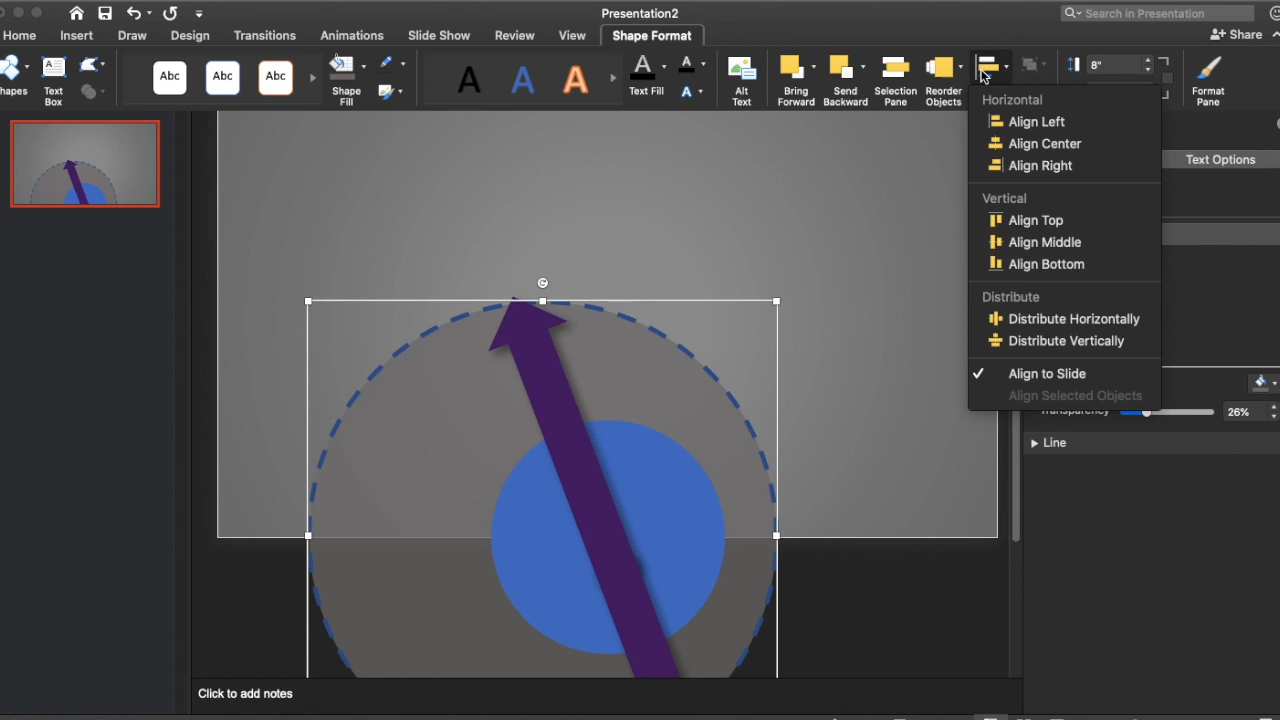 Presentation2
Search in Presentation
Home Insert Draw Design Transitions Animations Slide Show Review View Shape Format
Share
Abc Abc Abc
A A A
8"
Text Box
Shape Fill
Text Fill
Alt Text
Bring Forward
Send Backward
Selection Pane
Reorder Objects
Format Pane
Horizontal
Align Left
Align Center
Align Right
Vertical
Align Top
Align Middle
Align Bottom
Distribute
Distribute Horizontally
Distribute Vertically
Align to Slide
Align Selected Objects
Text Options
Transparency 26%
Line
Click to add notes